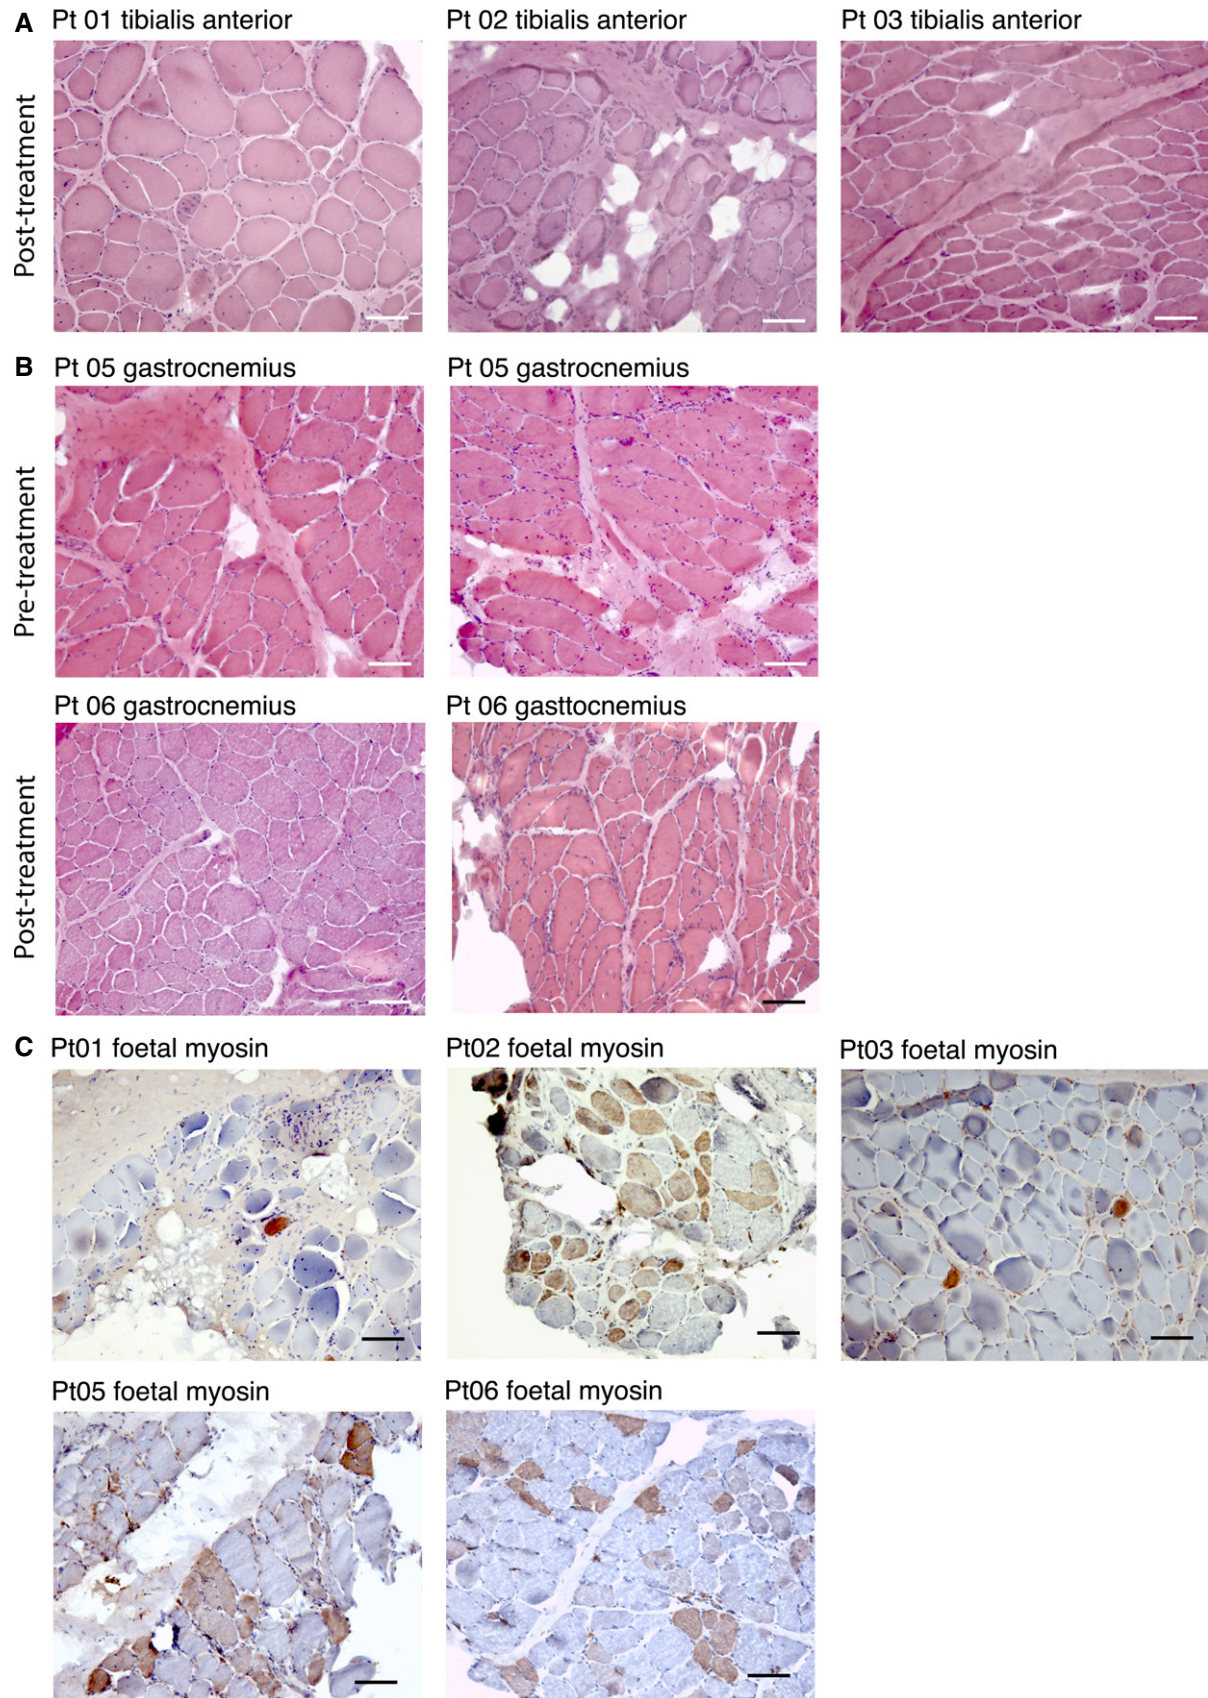 A Pt 01 tibialis anterior Pt 02 tibialis anterior Pt 03 tibialis anterior
Post-treatment
B Pt 05 gastrocnemius Pt 05 gastrocnemius
Pre-treatment
Pt 06 gastrocnemius Pt 06 gasttocnemius
Post-treatment
C Pt01 foetal myosin Pt02 foetal myosin Pt03 foetal myosin
Pt05 foetal myosin Pt06 foetal myosin